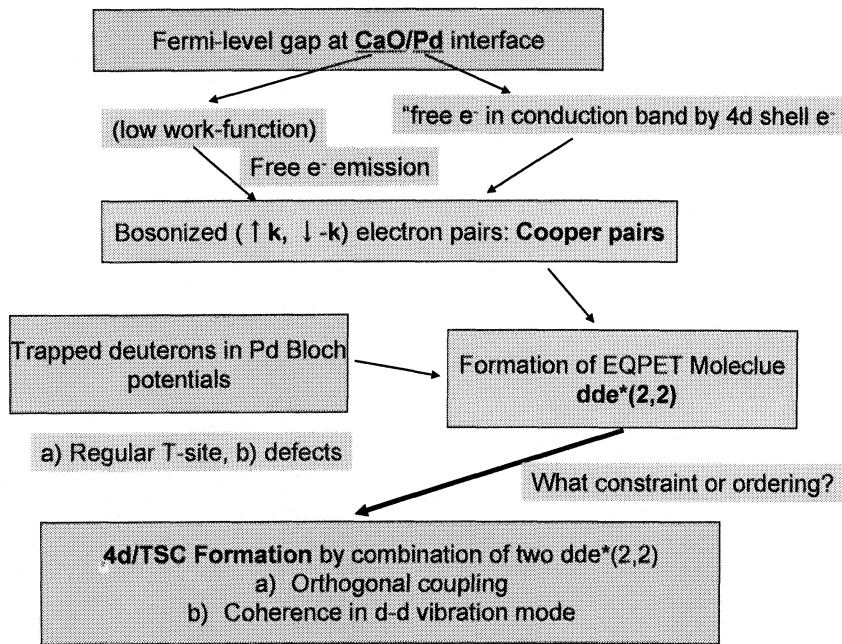 Fermi-level gap at CaO/Pd interface
(low work-function)
"free e- in conduction band by 4d shell e-
Free e- emission
Bosonized (↑k, ↓-k) electron pairs: Cooper pairs
Trapped deuterons in Pd Bloch
potentials
Formation of EQPET Moleclue
dde*(2,2)
a) Regular T-site, b) defects
What constraint or ordering?
4d/TSC Formation by combination of two dde*(2,2)
a) Orthogonal coupling
b) Coherence in d-d vibration mode